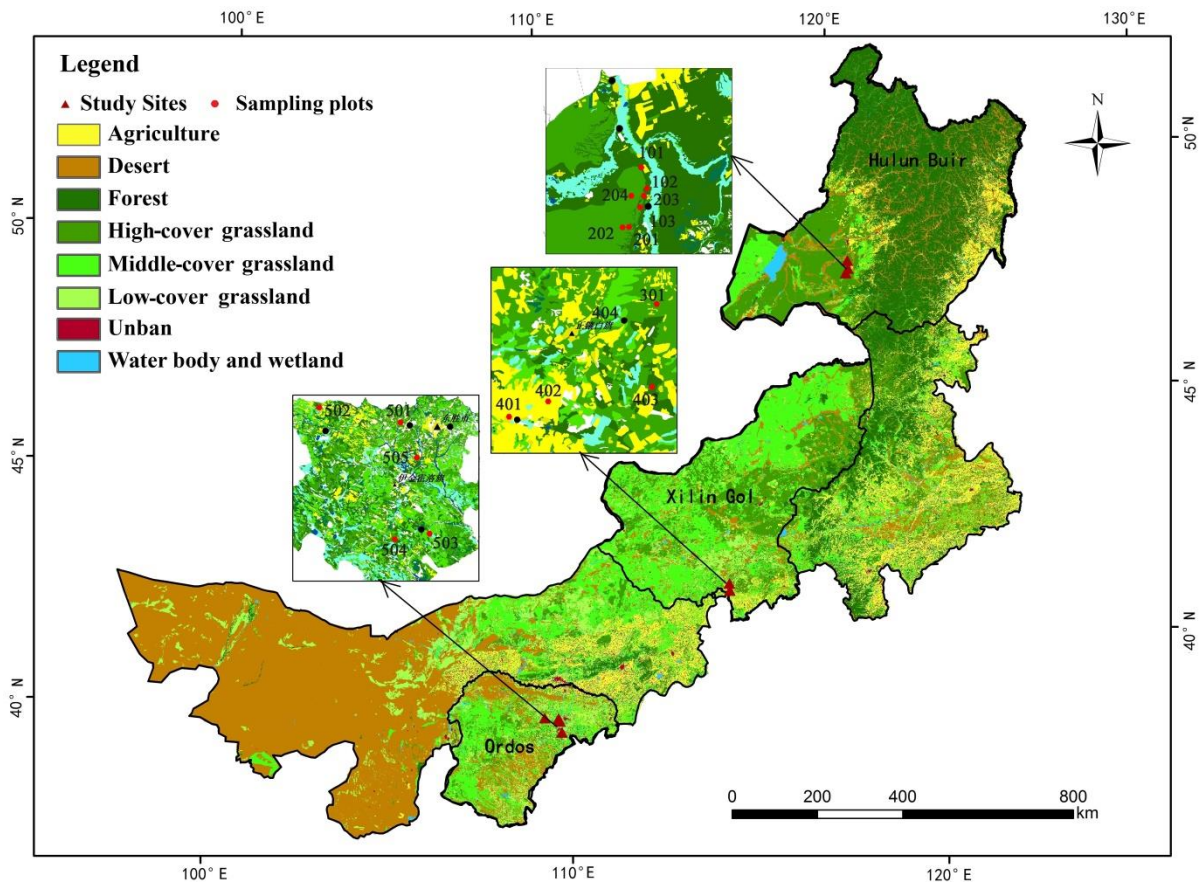 100° E 110° E 120° E 130° E
Legend
Study Sites Sampling plots
Agriculture
Desert
Forest
High-cover grassland
Middle-cover grassland
Low-cover grassland
Unban
Water body and wetland
N
50° N
50° N
45° N
45° N
40° N
40° N
Hulun Buir
Xilin Gol
Ordos
101
102
204
203
103
202
201
301
404
402
401
403
502
501
505
504
503
0 200 400 800
km
100° E 110° E 120° E